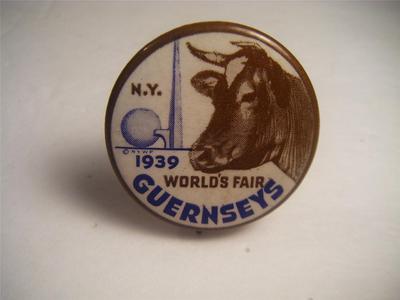 N.Y.
© N Y W F
1939
WORLD'S FAIR
GUERNSEYS